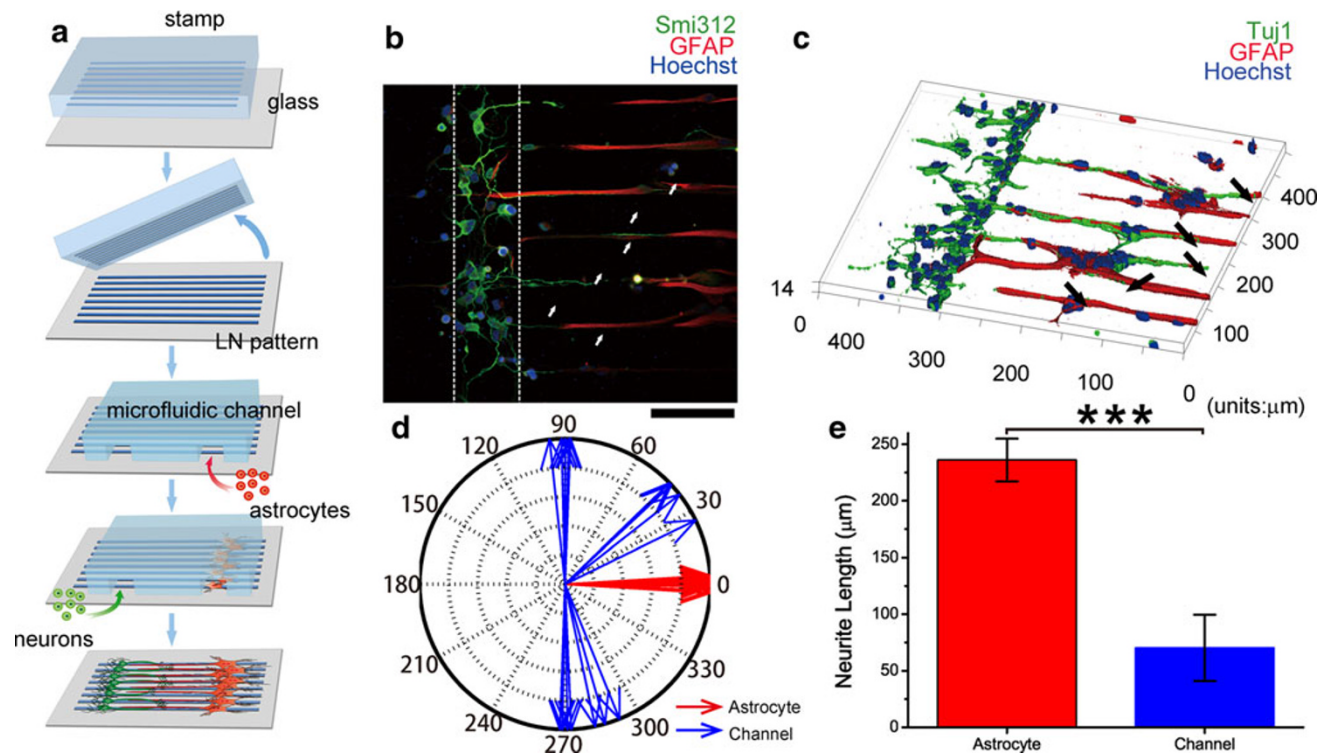 a
stamp
glass
LN pattern
microfluidic channel
astrocytes
neurons
b
Smi312
GFAP
Hoechst
c
Tuj1
GFAP
Hoechst
14
0
400
300
200
100
0
(units:μm)
100
200
300
400
d
90
60
30
0
330
300
270
240
210
180
150
120
Astrocyte
Channel
e
***
Neurite Length (μm)
250
200
150
100
50
0
Astrocyte
Channel